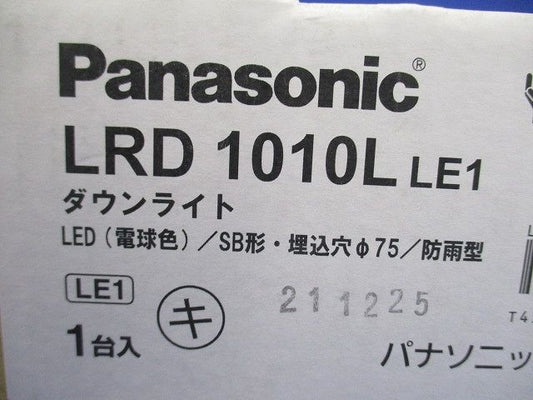 Panasonic®
LRD 1010L LE1
ダウンライト
LED（電球色）／SB形・埋込穴φ75／防雨型
LE1
キ
211225
1台入
パナソニッ
T4